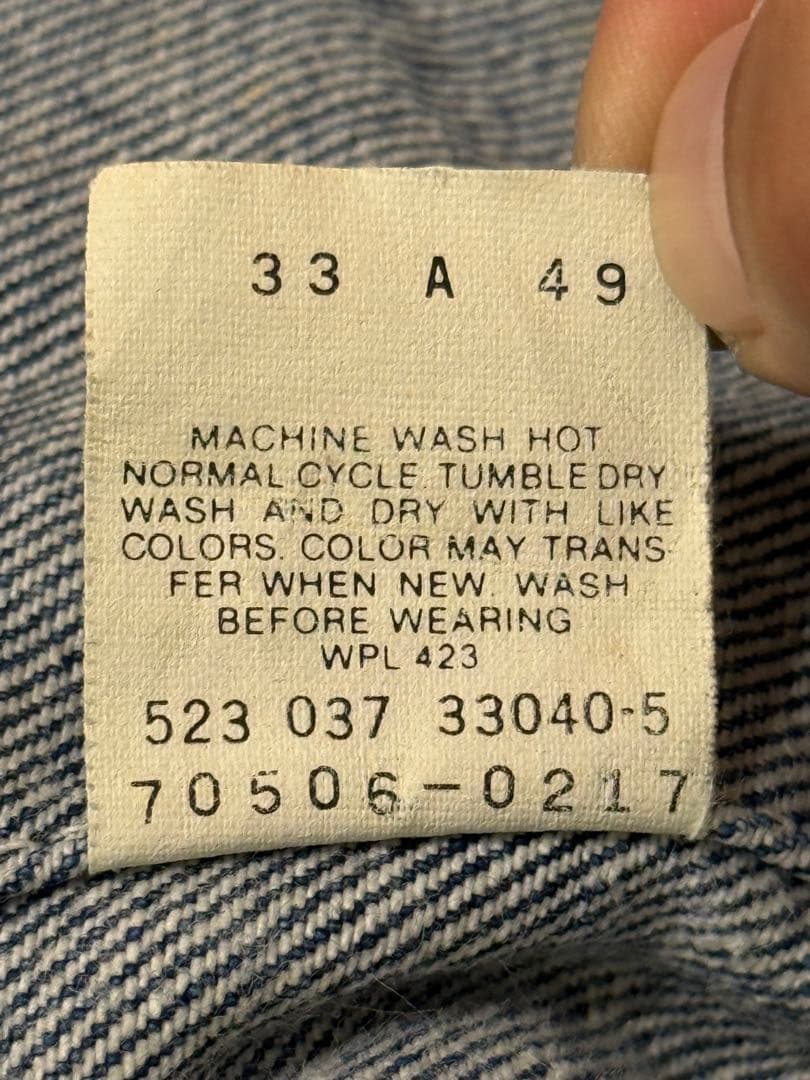 33 A 49
MACHINE WASH HOT
NORMAL CYCLE. TUMBLE DRY
WASH AND DRY WITH LIKE
COLORS. COLOR MAY TRANS-
FER WHEN NEW. WASH
BEFORE WEARING
WPL 423
523 037 33040-5
70506-0217